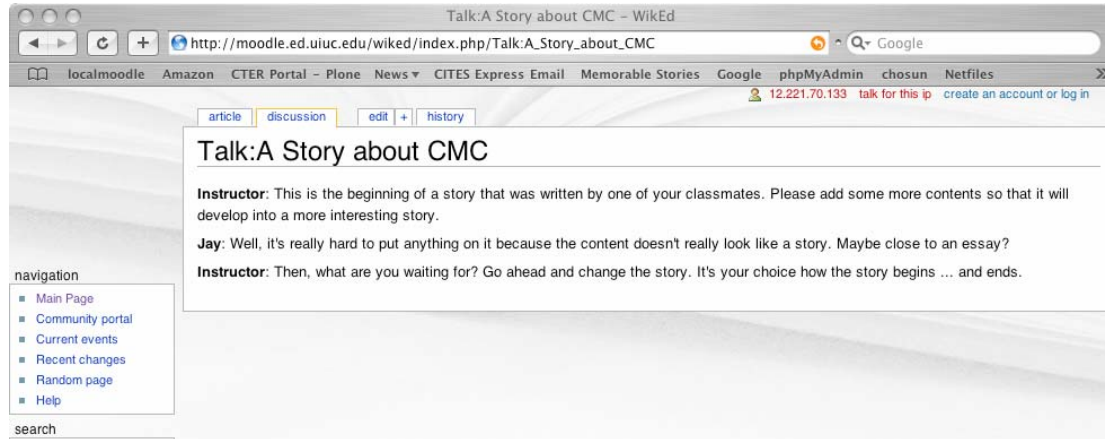 Talk:A Story about CMC – WikEd
http://moodle.ed.uiuc.edu/wiked/index.php/Talk:A_Story_about_CMC
Google
localmoodle Amazon CTER Portal – Plone News CITES Express Email Memorable Stories Google phpMyAdmin chosun Netfiles
12.221.70.133 talk for this ip create an account or log in
article discussion edit + history
Talk:A Story about CMC
Instructor: This is the beginning of a story that was written by one of your classmates. Please add some more contents so that it will
develop into a more interesting story.
Jay: Well, it's really hard to put anything on it because the content doesn't really look like a story. Maybe close to an essay?
Instructor: Then, what are you waiting for? Go ahead and change the story. It's your choice how the story begins ... and ends.
navigation
Main Page
Community portal
Current events
Recent changes
Random page
Help
search